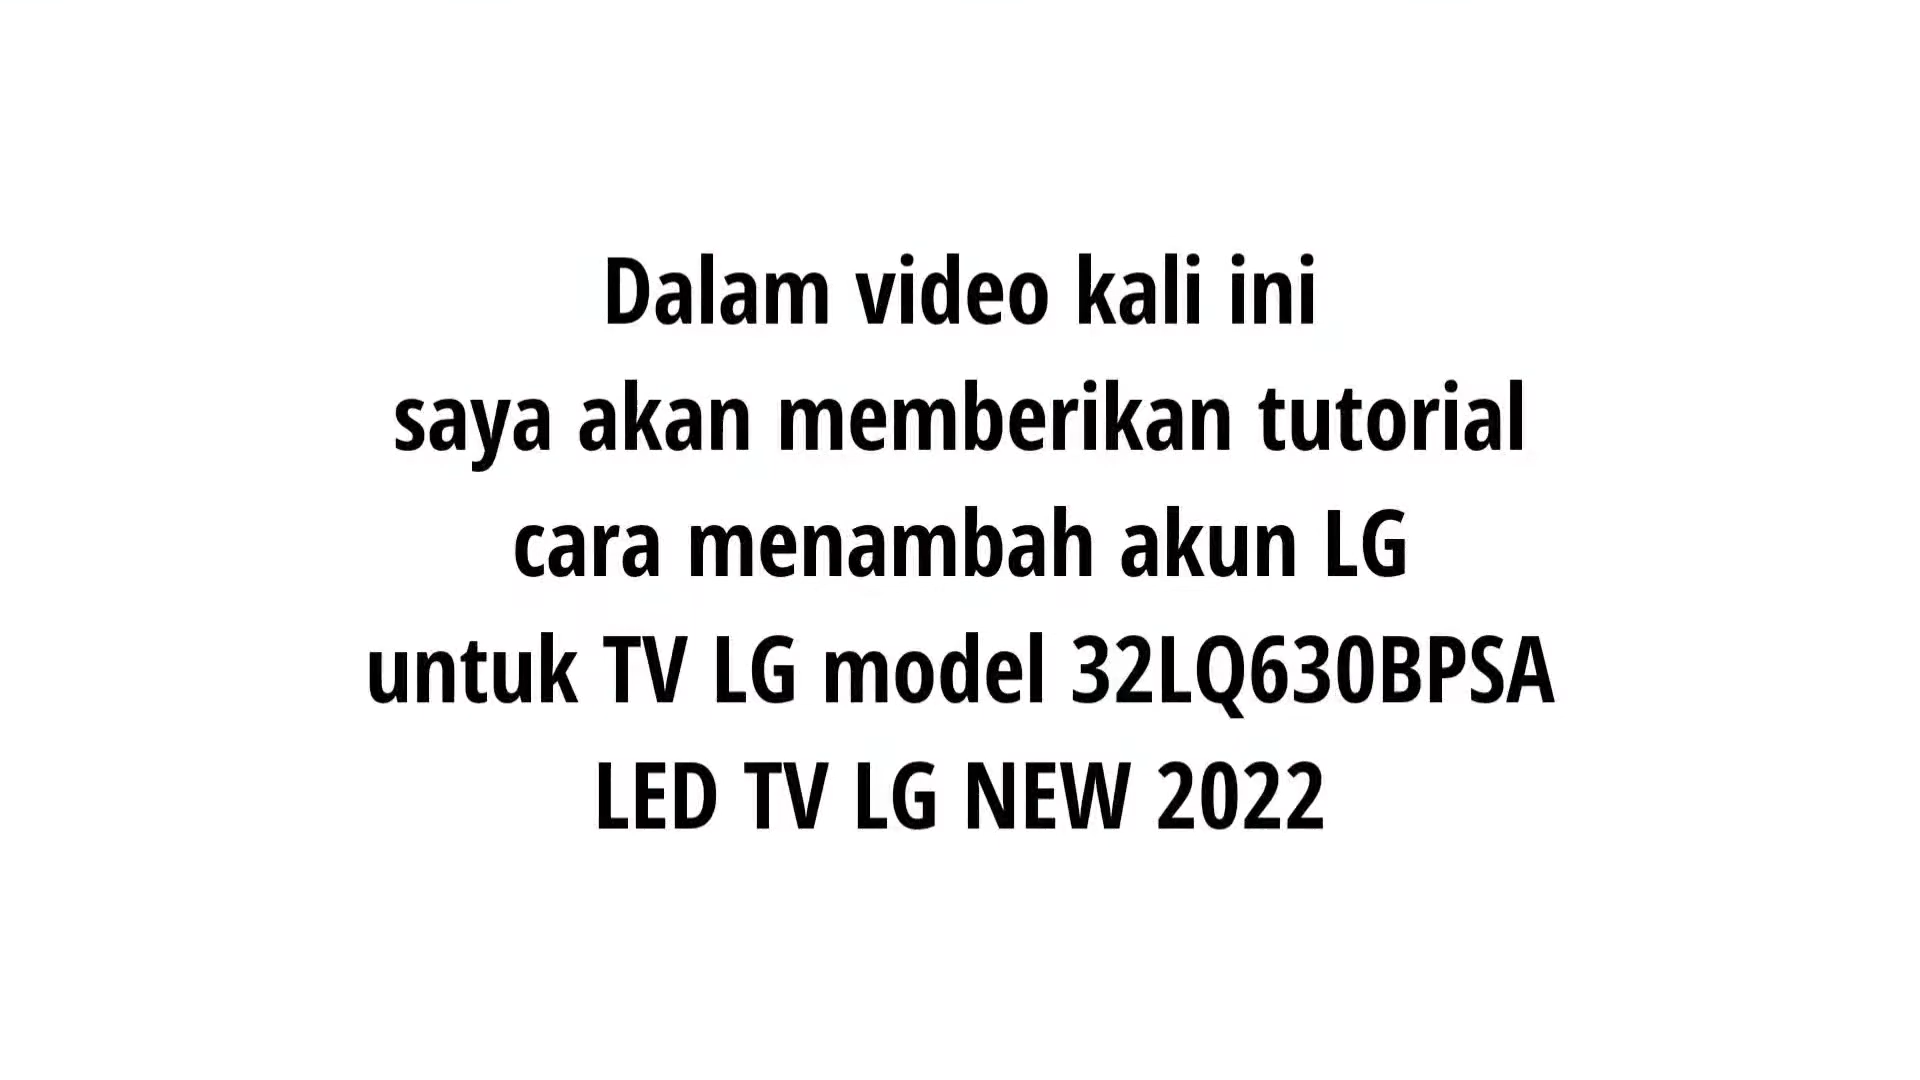 Dalam video kali ini
saya akan memberikan tutorial
cara menambah akun LG
untuk TV LG model 32LQ630BPSA
LED TV LG NEW 2022